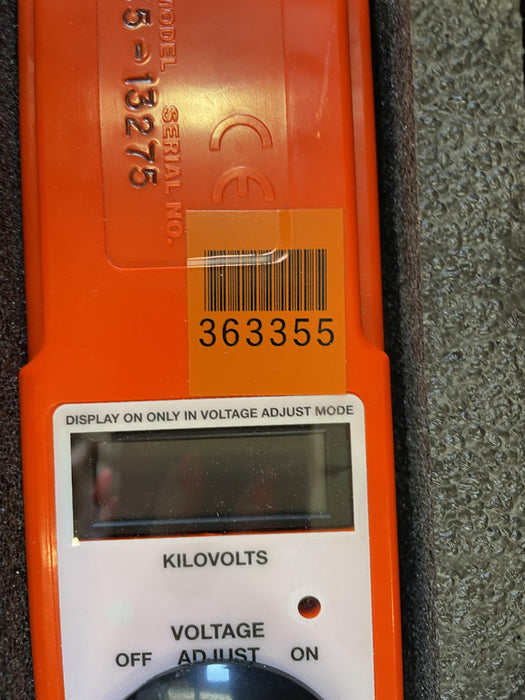 MODEL
5-13275
SERIAL NO.
CE
363355
DISPLAY ON ONLY IN VOLTAGE ADJUST MODE
KILOVOLTS
VOLTAGE
OFF ADJUST ON